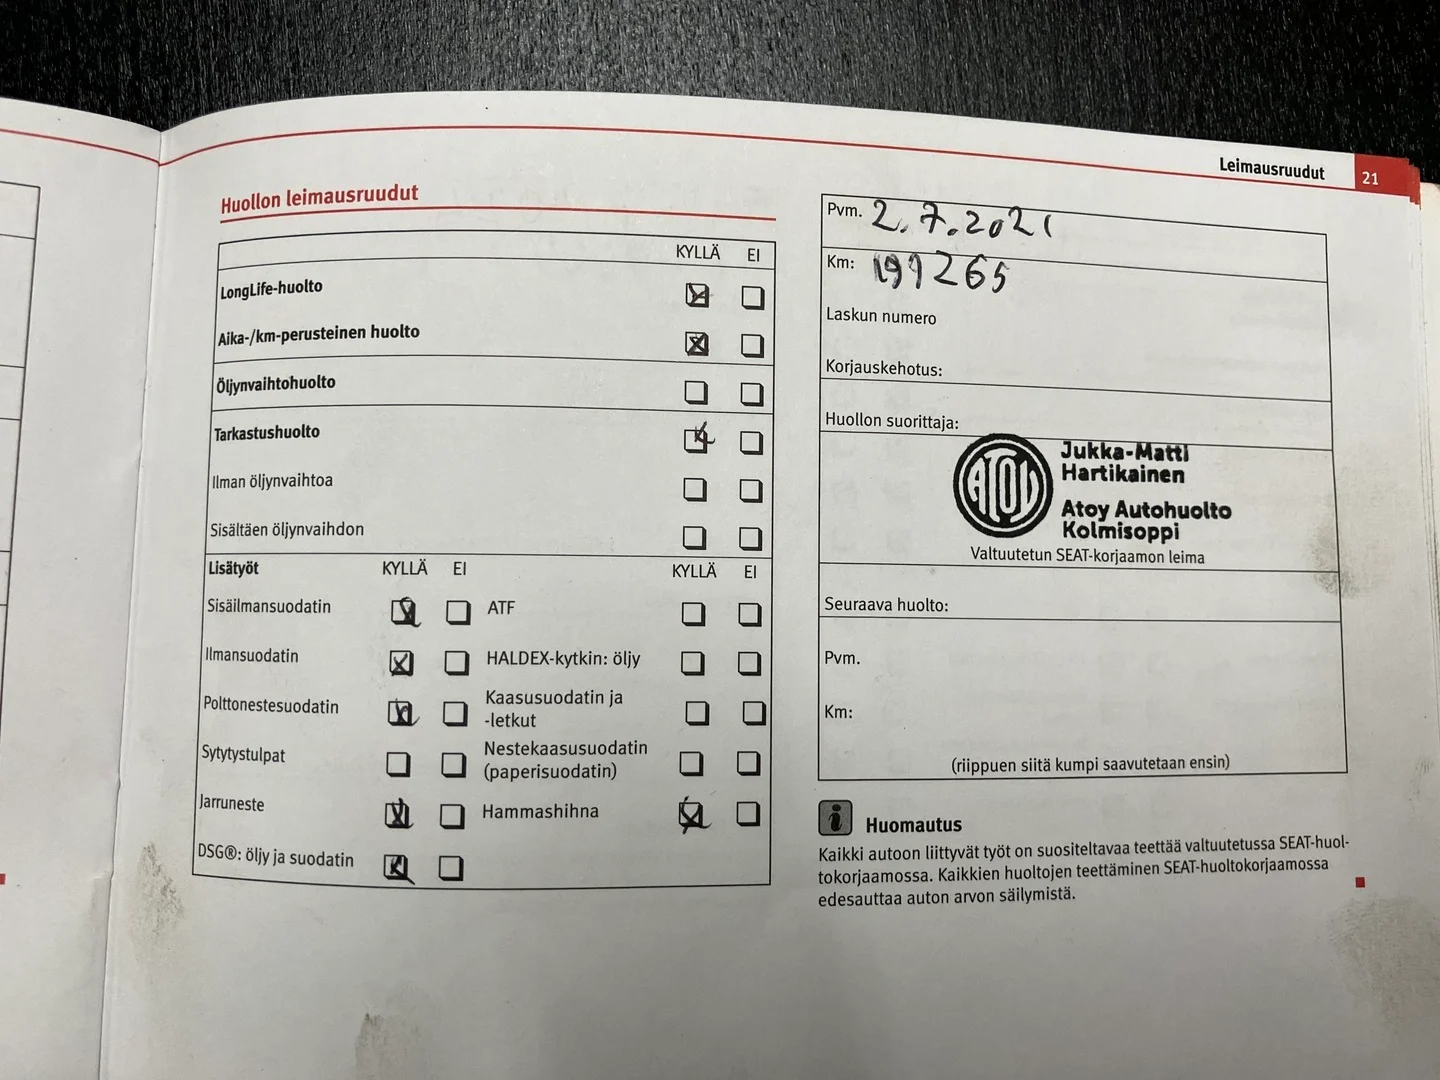 Leimausruudut 21
Huollon leimausruudut
KYLLÄ EI
LongLife-huolto
Aika-/km-perusteinen huolto
Öljynvaihtohuolto
Tarkastushuolto
Ilman öljynvaihtoa
Sisältäen öljynvaihdon
Lisätyöt KYLLÄ EI KYLLÄ EI
Sisäilmansuodatin ATF
Ilmansuodatin HALDEX-kytkin: öljy
Polttonestesuodatin Kaasusuodatin ja
-letkut
Sytytystulpat Nestekaasusuodatin
(paperisuodatin)
Jarruneste Hammashihna
DSG®: öljy ja suodatin
Pvm. 2.7.2021
Km: 199265
Laskun numero
Korjauskehotus:
Huollon suorittaja:
ATOY
Jukka-Matti
Hartikainen
Atoy Autohuolto
Kolmisoppi
Valtuutetun SEAT-korjaamon leima
Seuraava huolto:
Pvm.
Km:
(riippuen siitä kumpi saavutetaan ensin)
i Huomautus
Kaikki autoon liittyvät työt on suositeltavaa teettää valtuutetussa SEAT-huol-
tokorjaamossa. Kaikkien huoltojen teettäminen SEAT-huoltokorjaamossa
edesauttaa auton arvon säilymistä.